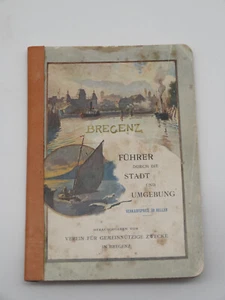 BREGENZ
FÜHRER
DURCH DIE
STADT
UND
UMGEBUNG
HERAUSGEGEBEN VOM
VEREIN FÜR GEMEINNÜTZIGE ZWECKE
IN BREGENZ